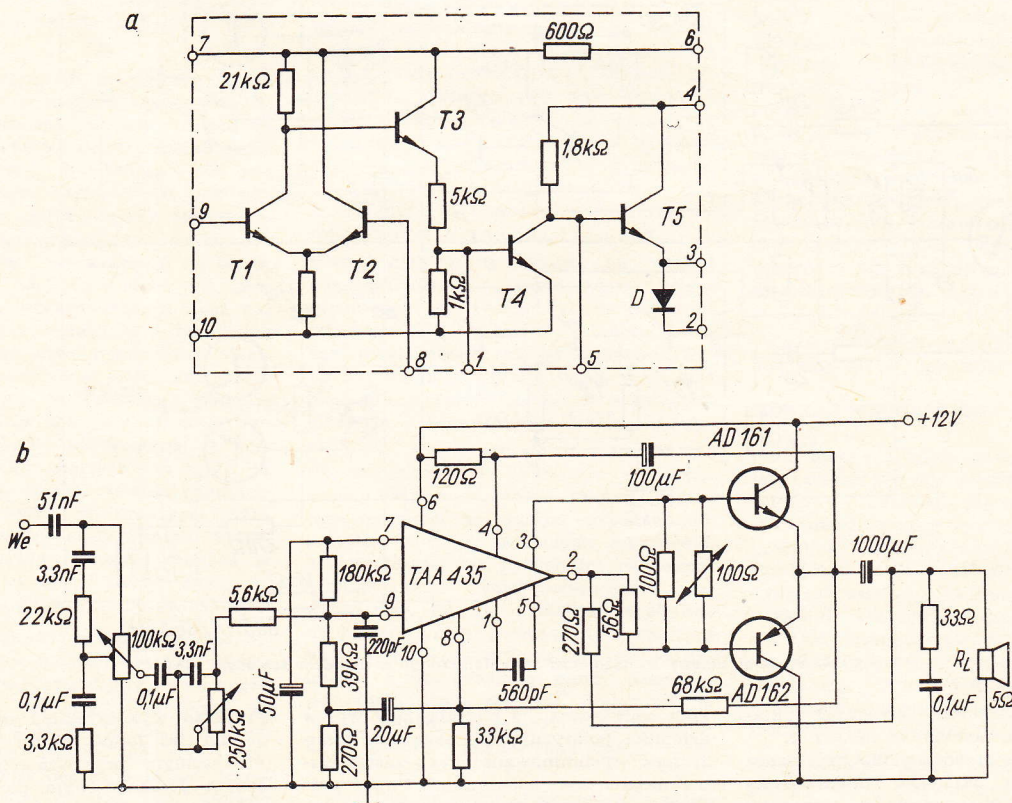 a
7
600Ω
6
21kΩ
4
T3
1,8kΩ
5kΩ
T5
9
T1
T2
3
1kΩ
T4
D
10
2
8
1
5
b
+12V
AD 161
120Ω
100μF
51nF
We
6
4
3
7
3,3nF
180kΩ
TAA 435
2
100Ω
100Ω
1000μF
5,6kΩ
22kΩ
9
5
1
8
10
220pF
270Ω
56Ω
33Ω
100kΩ
3,3nF
0,1μF
39kΩ
560pF
RL
AD162
68kΩ
0,1μF
50μF
250kΩ
20μF
0,1μF
5Ω
3,3kΩ
270Ω
33kΩ